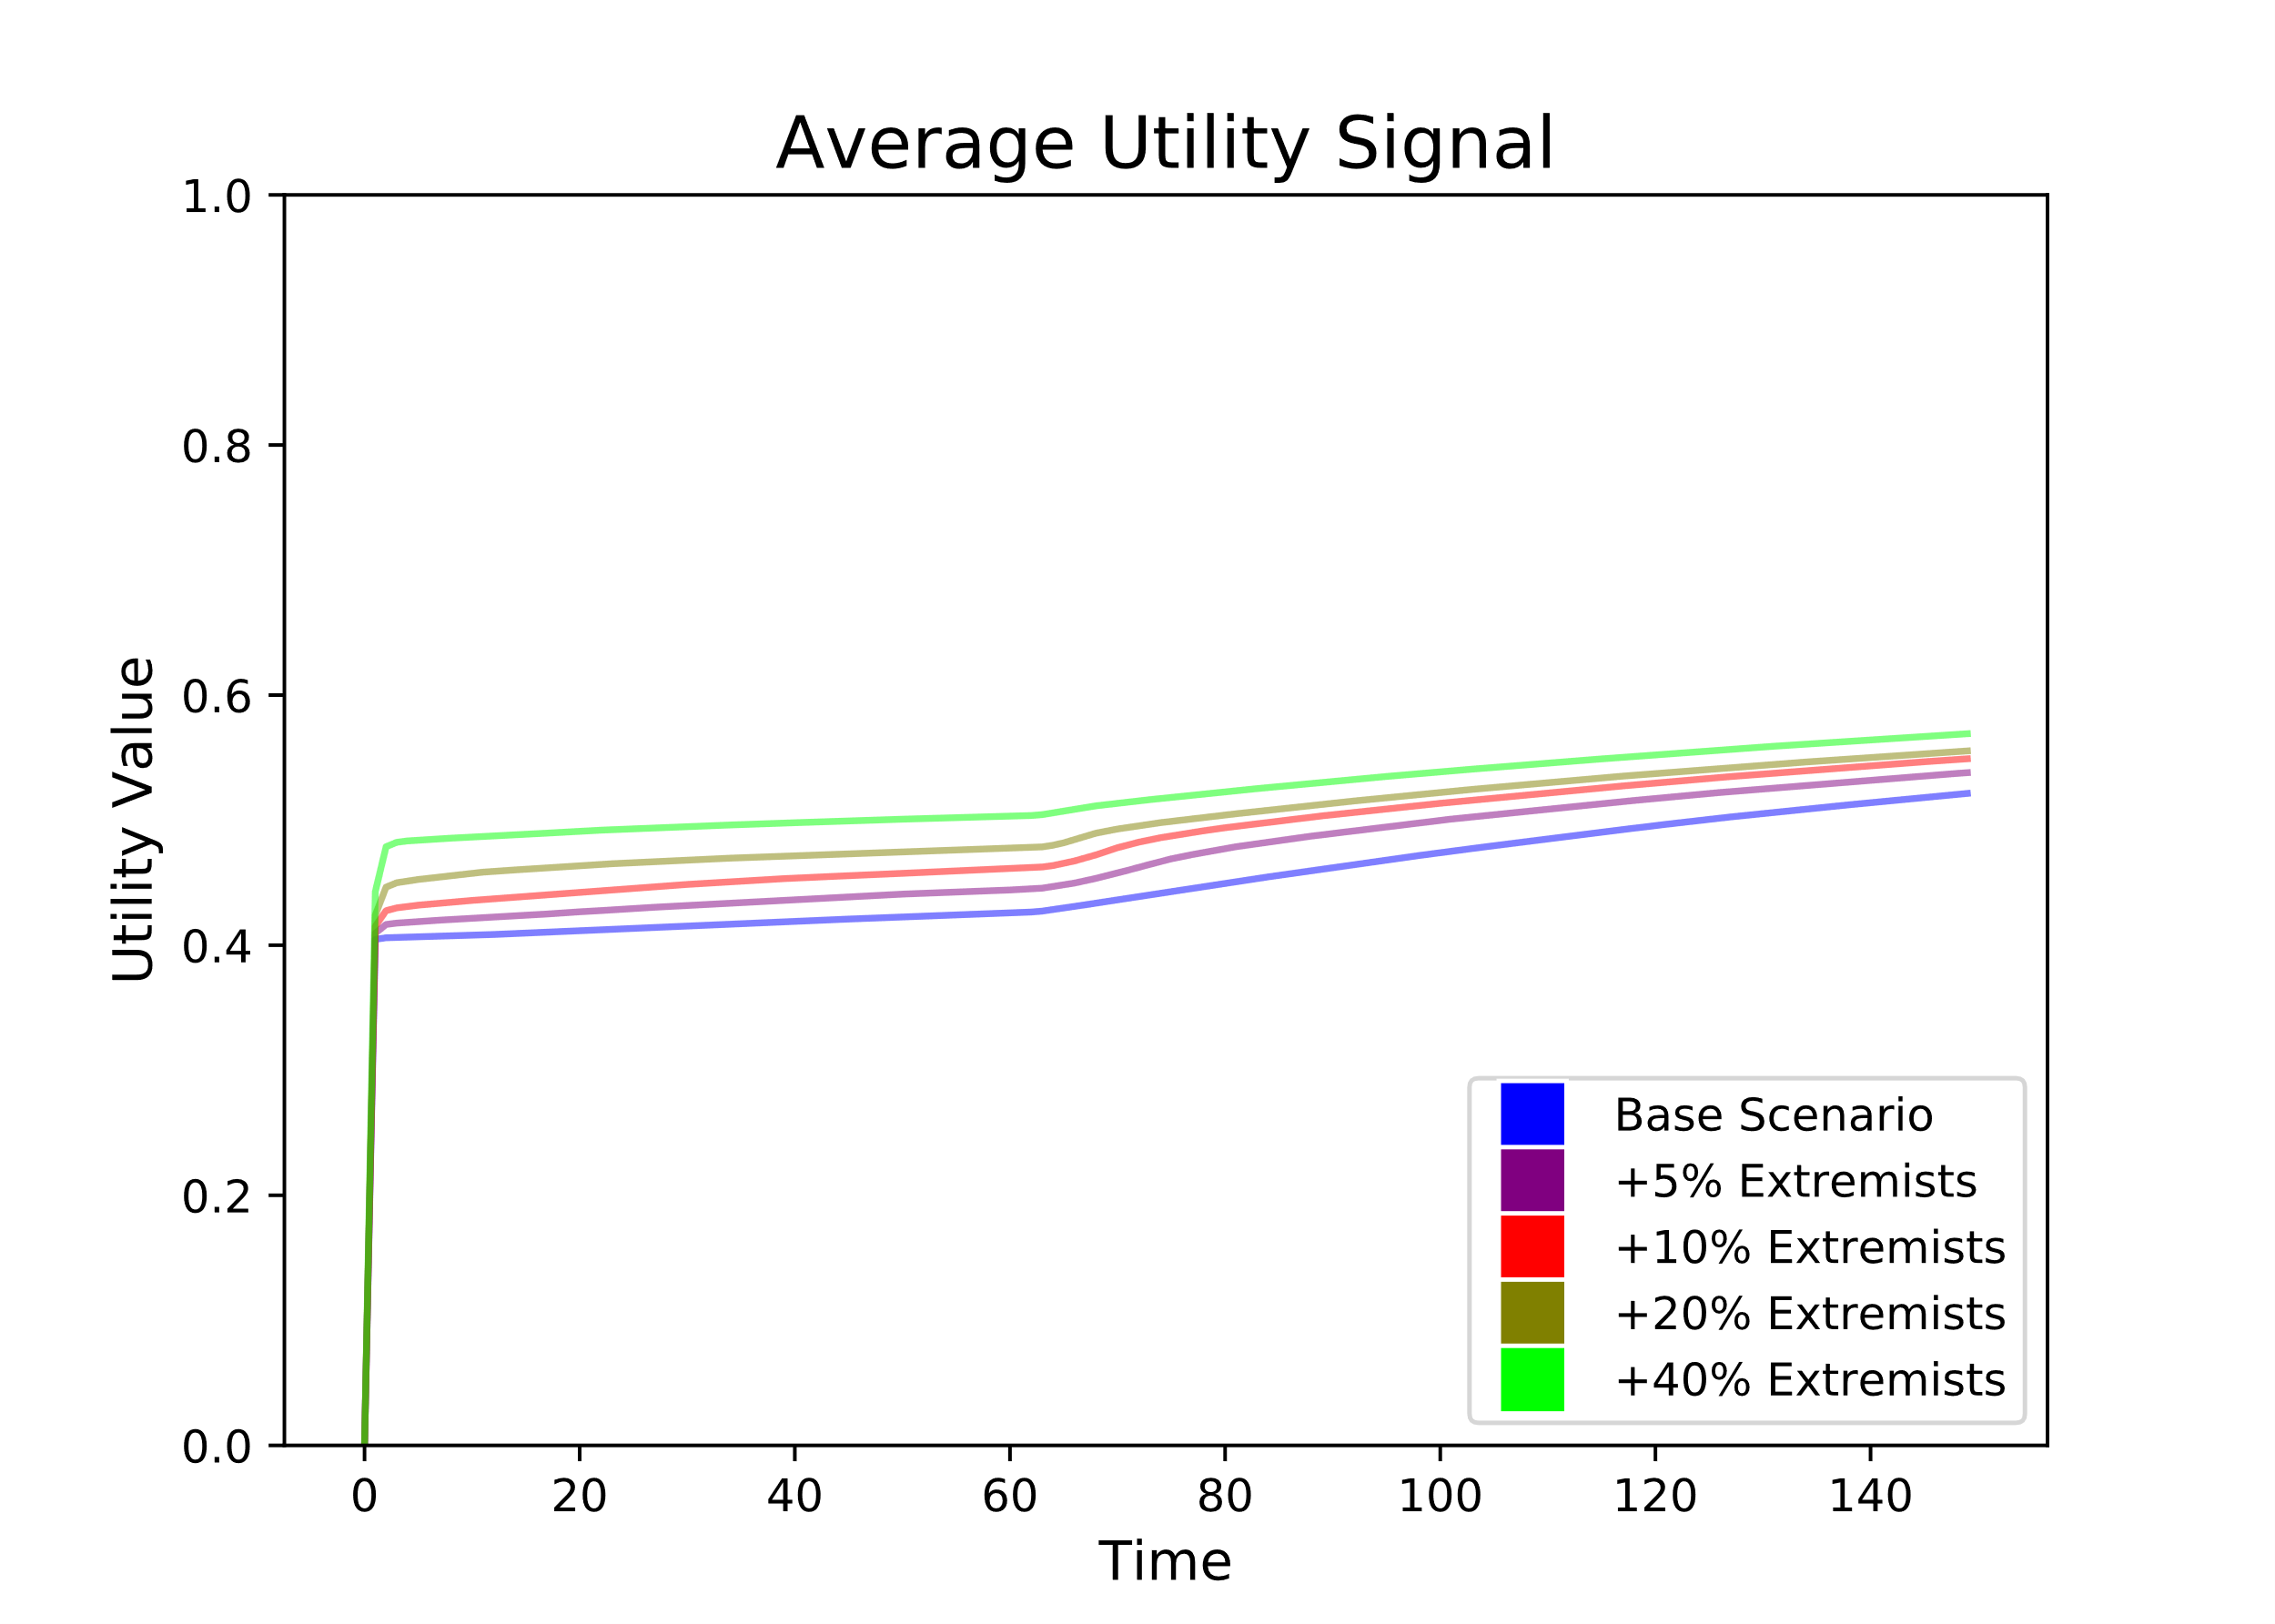 Average Utility Signal
1.0
0.8
0.6
0.4
0.2
0.0
Utility Value
0 20 40 60 80 100 120 140
Time
Base Scenario
+5% Extremists
+10% Extremists
+20% Extremists
+40% Extremists